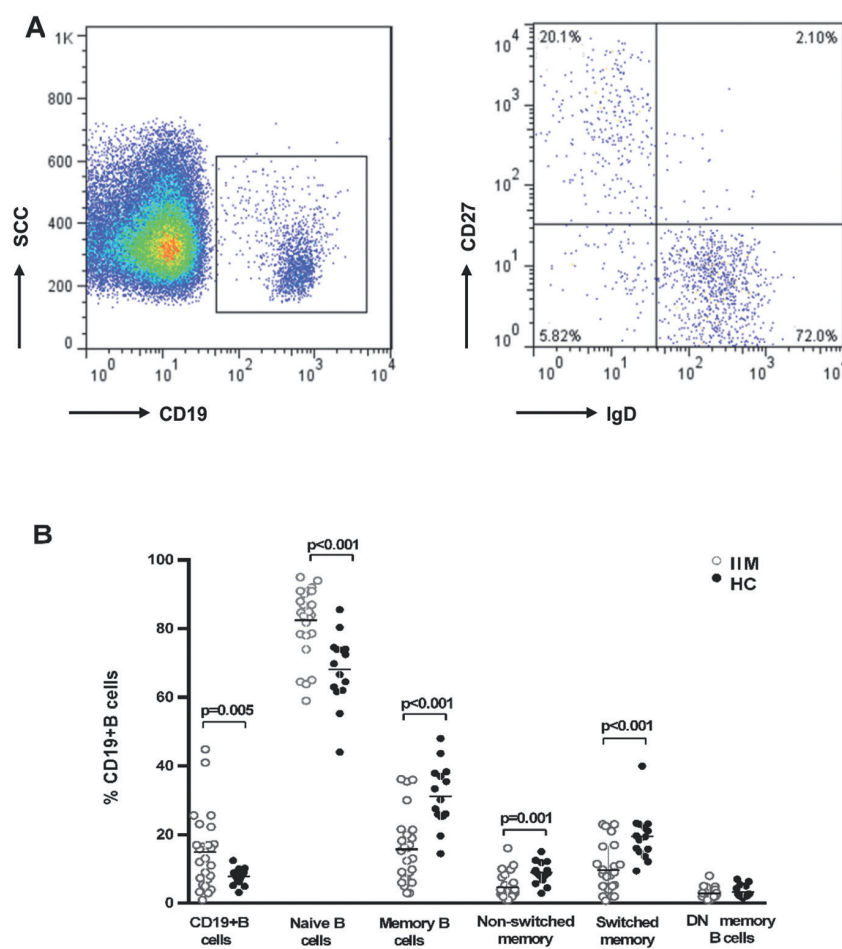 A
1K
800
600
400
200
0
SCC
10^0 10^1 10^2 10^3 10^4
CD19
20.1% 2.10%
10^4
10^3
10^2
10^1
10^0
CD27
5.82% 72.0%
10^0 10^1 10^2 10^3 10^4
IgD
B
100
80
60
40
20
0
% CD19+B cells
p=0.005
p<0.001
p<0.001
p=0.001
p<0.001
IIM
HC
CD19+B
cells
Naive B
cells
Memory B
cells
Non-switched
memory
Switched
memory
DN memory
B cells